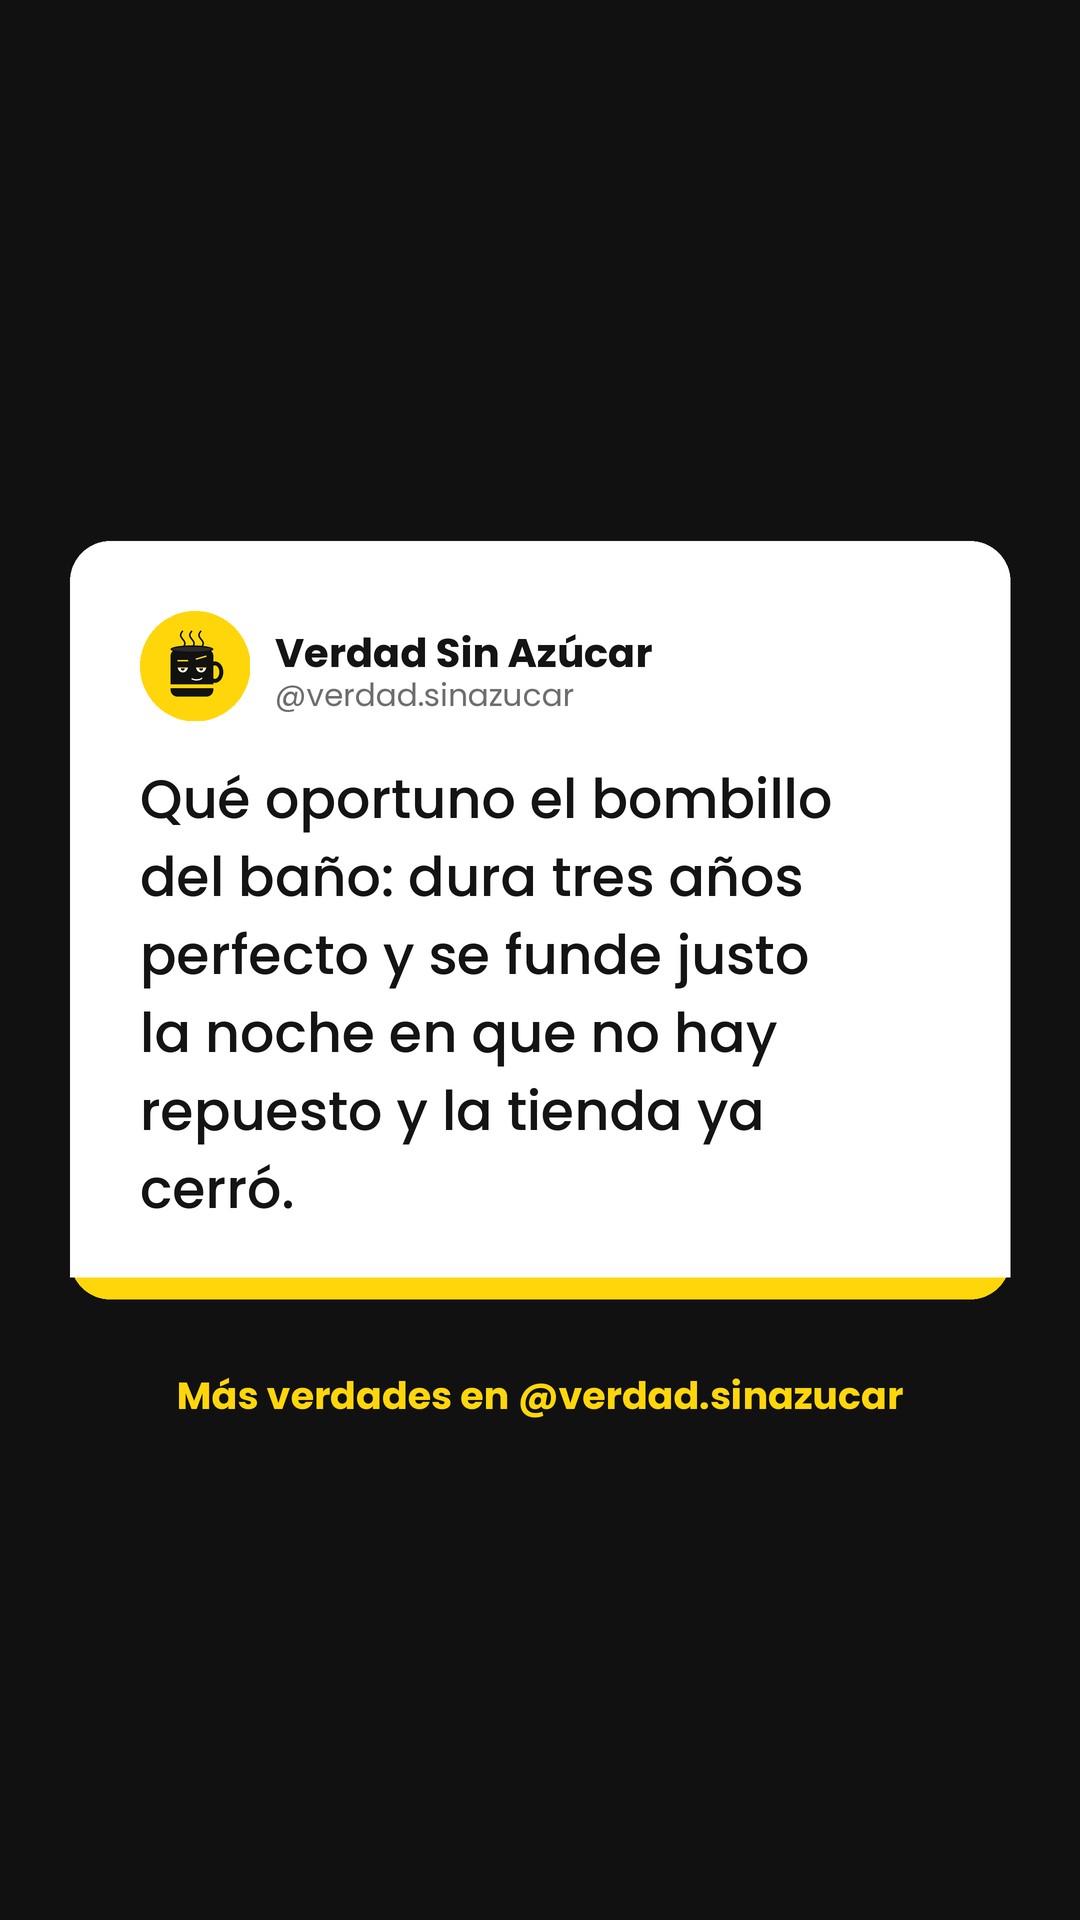 Verdad Sin Azúcar
@verdad.sinazucar
Qué oportuno el bombillo
del baño: dura tres años
perfecto y se funde justo
la noche en que no hay
repuesto y la tienda ya
cerró.
Más verdades en @verdad.sinazucar